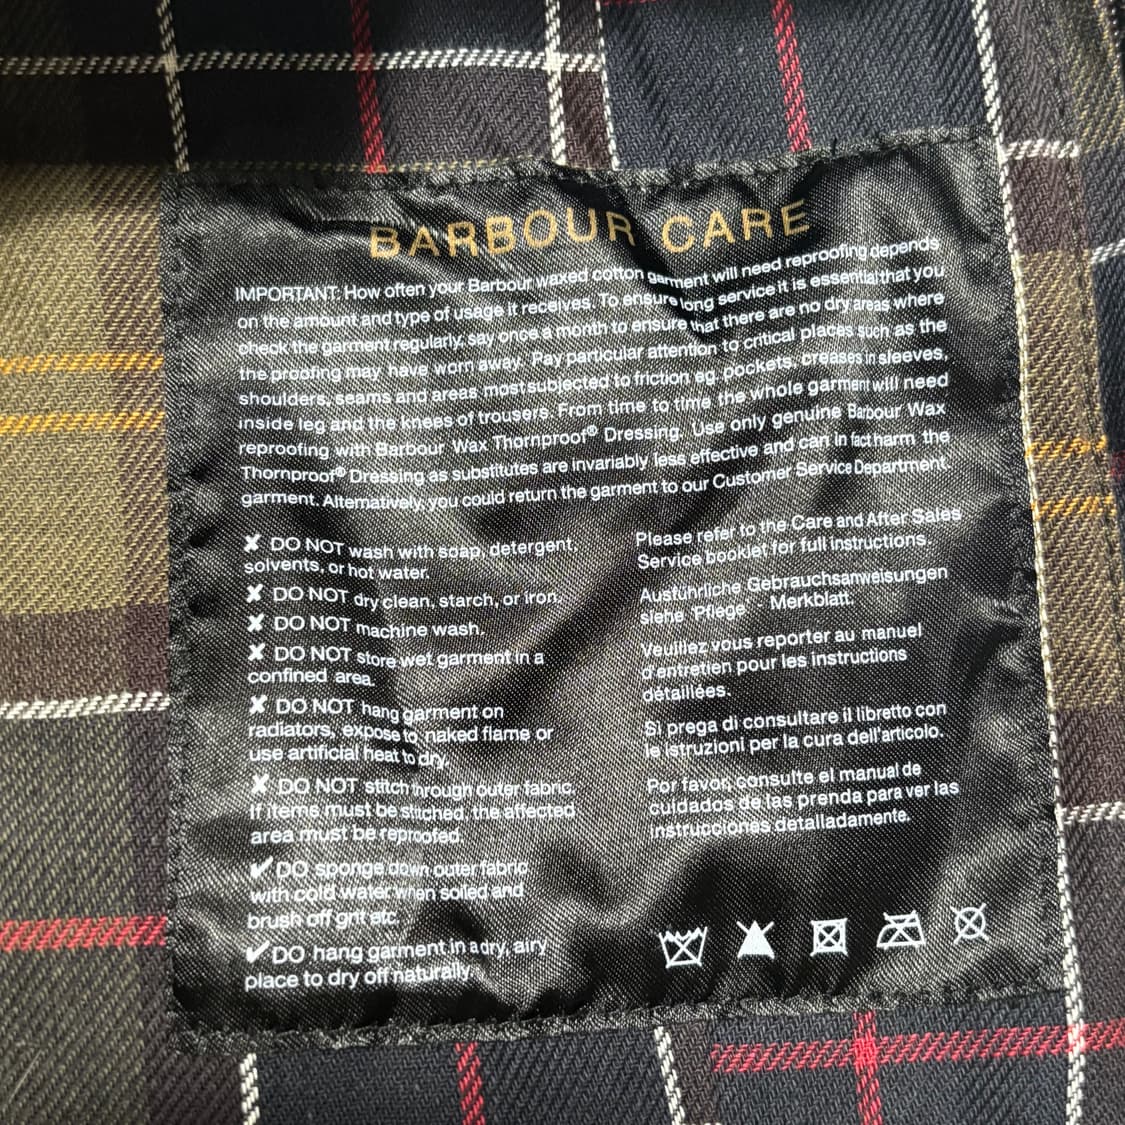 BARBOUR CARE
IMPORTANT: How often your Barbour waxed cotton garment will need reproofing depends
on the amount and type of usage it receives. To ensure long service it is essential that you
check the garment regularly, say once a month to ensure that there are no dry areas where
the proofing may have worn away. Pay particular attention to critical places such as the
shoulders, seams and areas most subjected to friction eg. pockets, creases in sleeves,
inside leg and the knees of trousers. From time to time the whole garment will need
reproofing with Barbour Wax Thornproof® Dressing. Use only genuine Barbour Wax
Thornproof® Dressing as substitutes are invariably less effective and can in fact harm the
garment. Alternatively, you could return the garment to our Customer Service Department.
✘ DO NOT wash with soap, detergent,
solvents, or hot water.
✘ DO NOT dry clean, starch, or iron.
✘ DO NOT machine wash.
✘ DO NOT store wet garment in a
confined area.
✘ DO NOT hang garment on
radiators, expose to naked flame or
use artificial heat to dry.
✘ DO NOT stitch through outer fabric.
If items must be stitched, the affected
area must be reproofed.
✔ DO sponge down outer fabric
with cold water when soiled and
brush off grit etc.
✔ DO hang garment in a dry, airy
place to dry off naturally.
Please refer to the Care and After Sales
Service booklet for full instructions.
Ausführliche Gebrauchsanweisungen
siehe 'Pflege' - Merkblatt.
Veuillez vous reporter au manuel
d'entretien pour les instructions
détaillées.
Si prega di consultare il libretto con
le istruzioni per la cura dell'articolo.
Por favor, consulte el manual de
cuidados de las prenda para ver las
instrucciones detalladamente.